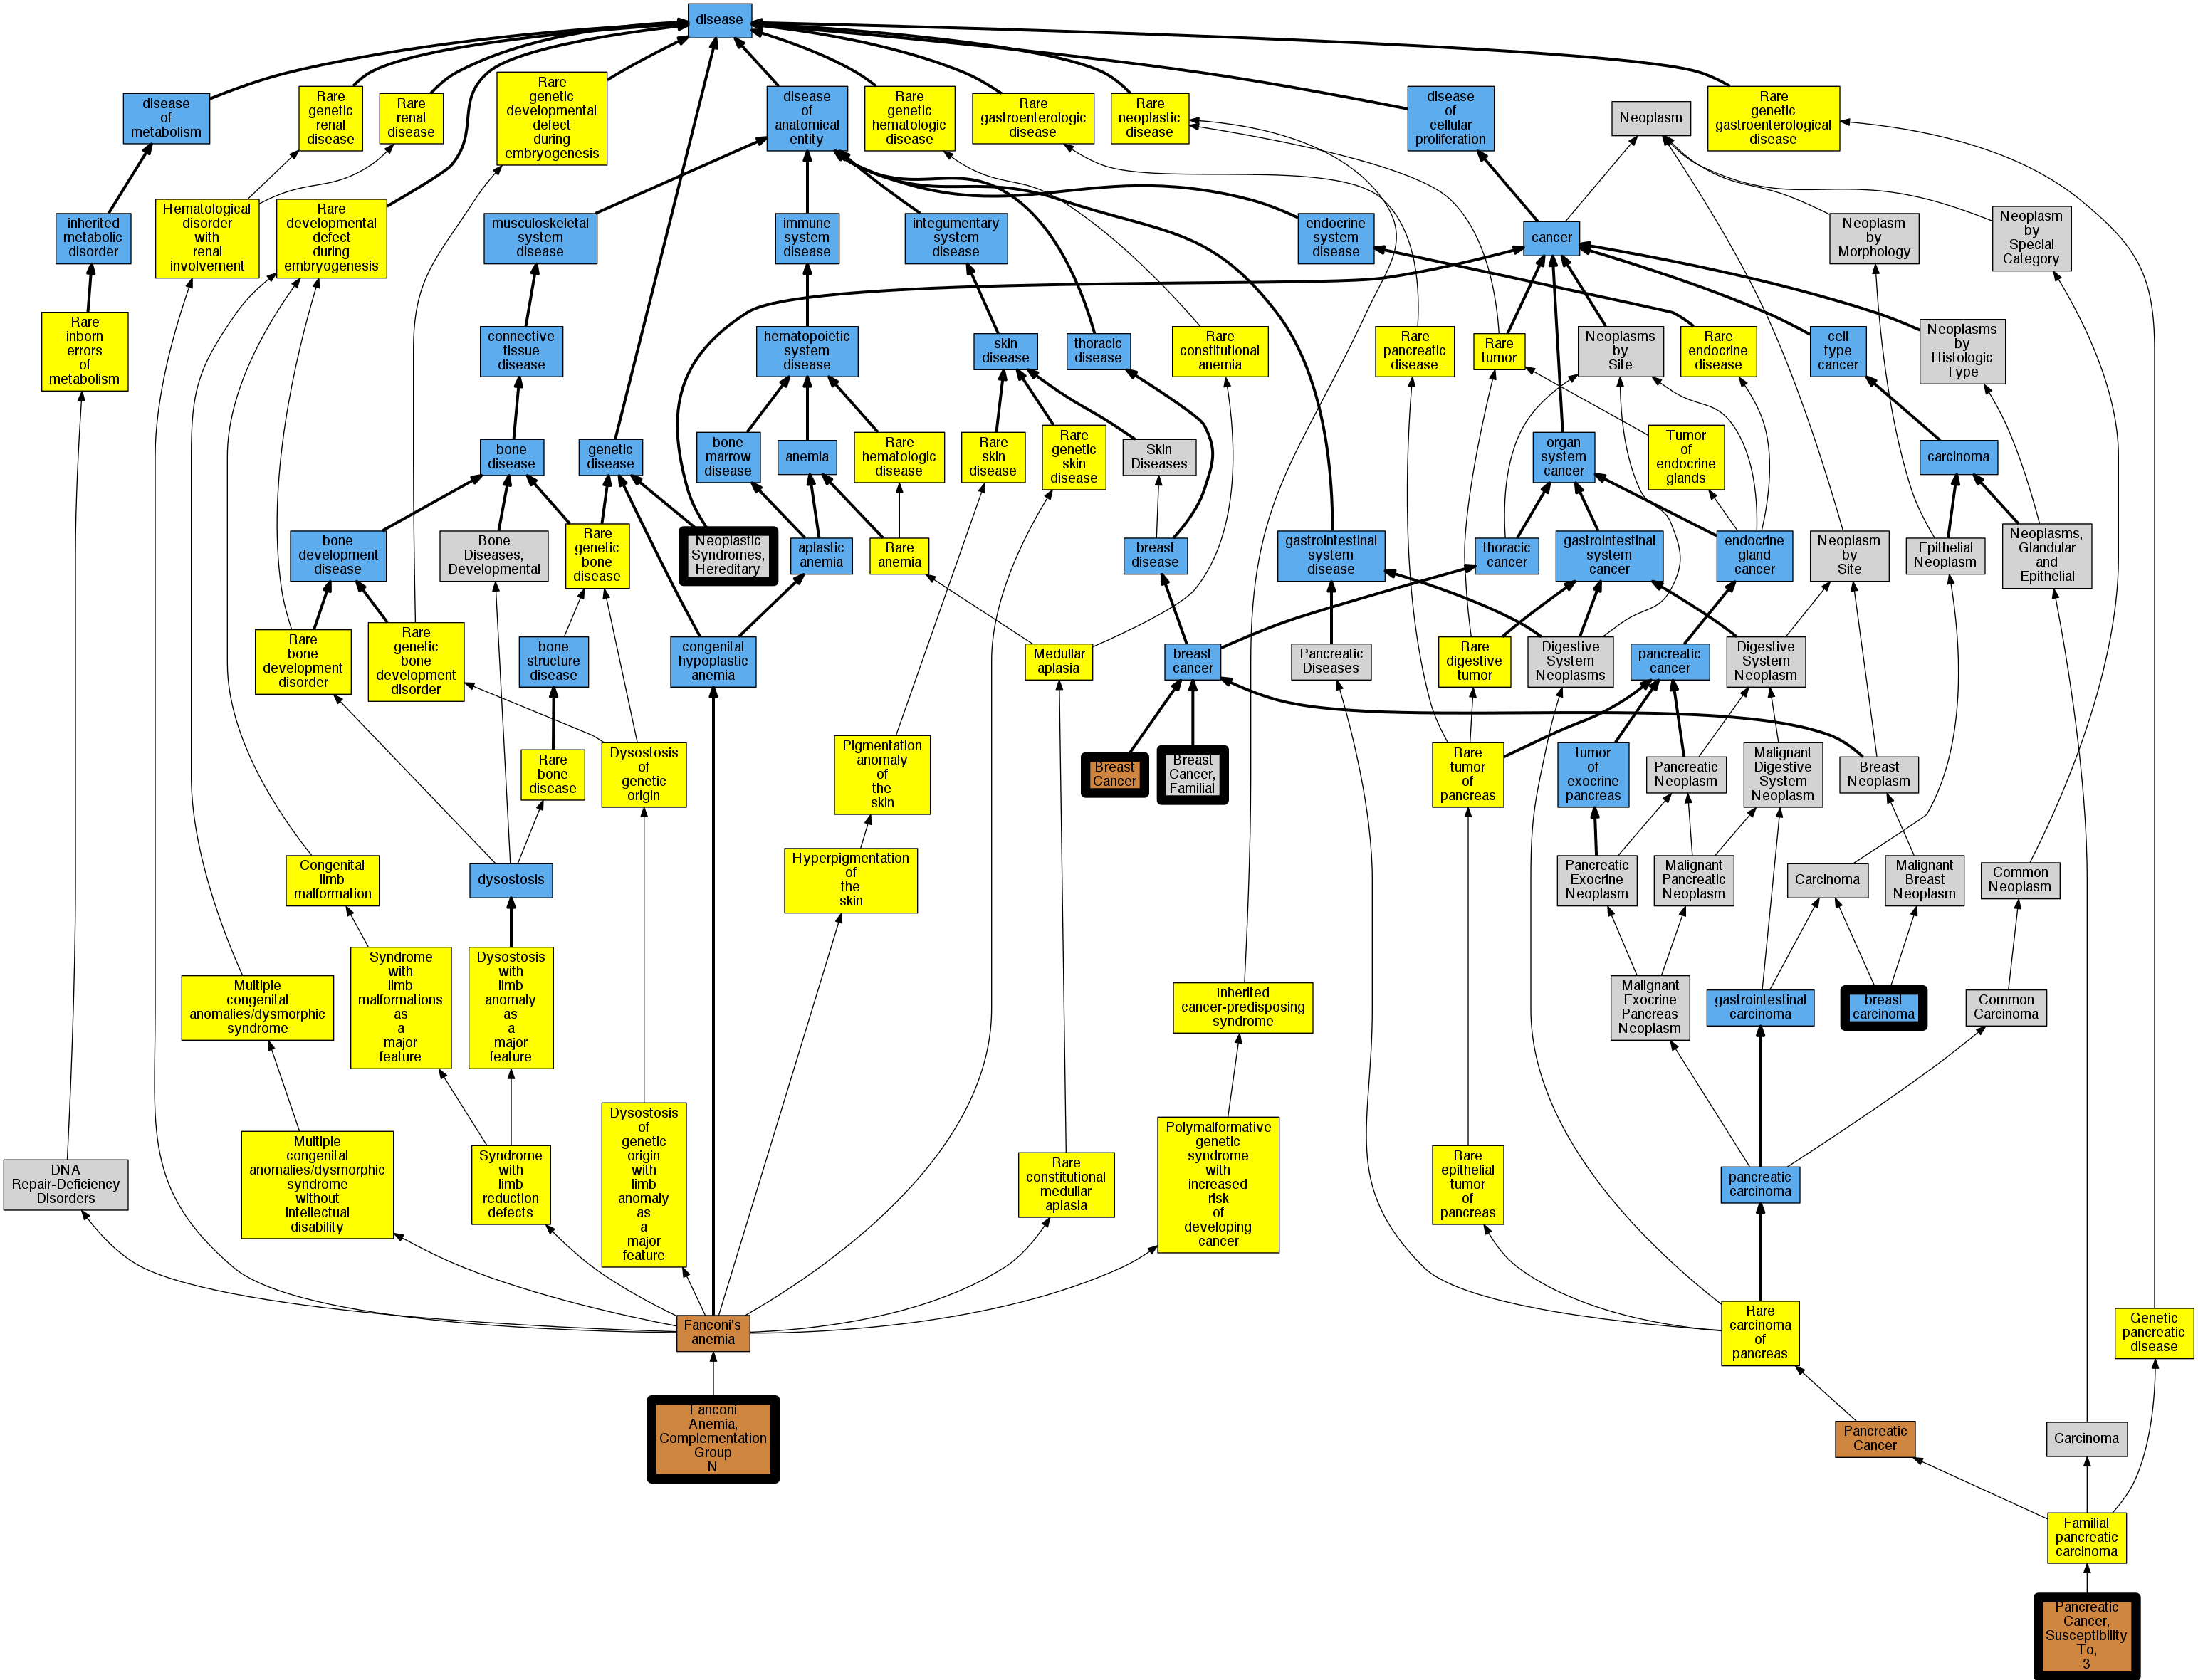 disease
disease
of
metabolism
Rare
genetic
renal
disease
Rare
renal
disease
Rare
genetic
developmental
defect
during
embryogenesis
disease
of
anatomical
entity
Rare
genetic
hematologic
disease
Rare
gastroenterologic
disease
Rare
neoplastic
disease
disease
of
cellular
proliferation
Neoplasm
Rare
genetic
gastroenterological
disease
inherited
metabolic
disorder
Hematological
disorder
with
renal
involvement
Rare
developmental
defect
during
embryogenesis
musculoskeletal
system
disease
immune
system
disease
integumentary
system
disease
endocrine
system
disease
cancer
Neoplasm
by
Morphology
Neoplasm
by
Special
Category
Rare
inborn
errors
of
metabolism
connective
tissue
disease
hematopoietic
system
disease
skin
disease
thoracic
disease
Rare
constitutional
anemia
Rare
pancreatic
disease
Rare
tumor
Neoplasms
by
Site
Rare
endocrine
disease
cell
type
cancer
Neoplasms
by
Histologic
Type
bone
disease
genetic
disease
bone
marrow
disease
anemia
Rare
hematologic
disease
Rare
skin
disease
Rare
genetic
skin
disease
Skin
Diseases
organ
system
cancer
Tumor
of
endocrine
glands
carcinoma
bone
development
disease
Bone
Diseases,
Developmental
Rare
genetic
bone
disease
Neoplastic
Syndromes,
Hereditary
aplastic
anemia
Rare
anemia
breast
disease
gastrointestinal
system
disease
thoracic
cancer
gastrointestinal
system
cancer
endocrine
gland
cancer
Neoplasm
by
Site
Epithelial
Neoplasm
Neoplasms,
Glandular
and
Epithelial
Rare
bone
development
disorder
Rare
genetic
bone
development
disorder
bone
structure
disease
congenital
hypoplastic
anemia
Medullar
aplasia
breast
cancer
Pancreatic
Diseases
Rare
digestive
tumor
Digestive
System
Neoplasms
pancreatic
cancer
Digestive
System
Neoplasm
Rare
bone
disease
Dysostosis
of
genetic
origin
Pigmentation
anomaly
of
the
skin
Breast
Cancer
Breast
Cancer,
Familial
Rare
tumor
of
pancreas
tumor
of
exocrine
pancreas
Pancreatic
Neoplasm
Malignant
Digestive
System
Neoplasm
Breast
Neoplasm
Congenital
limb
malformation
dysostosis
Hyperpigmentation
of
the
skin
Pancreatic
Exocrine
Neoplasm
Malignant
Pancreatic
Neoplasm
Carcinoma
Malignant
Breast
Neoplasm
Common
Neoplasm
Multiple
congenital
anomalies/dysmorphic
syndrome
Syndrome
with
limb
malformations
as
a
major
feature
Dysostosis
with
limb
anomaly
as
a
major
feature
Inherited
cancer-predisposing
syndrome
Malignant
Exocrine
Pancreas
Neoplasm
gastrointestinal
carcinoma
breast
carcinoma
Common
Carcinoma
DNA
Repair-Deficiency
Disorders
Multiple
congenital
anomalies/dysmorphic
syndrome
without
intellectual
disability
Syndrome
with
limb
reduction
defects
Dysostosis
of
genetic
origin
with
limb
anomaly
as
a
major
feature
Rare
constitutional
medullar
aplasia
Polymalformative
genetic
syndrome
with
increased
risk
of
developing
cancer
Rare
epithelial
tumor
of
pancreas
pancreatic
carcinoma
Fanconi's
anemia
Rare
carcinoma
of
pancreas
Genetic
pancreatic
disease
Fanconi
Anemia,
Complementation
Group
N
Pancreatic
Cancer
Carcinoma
Familial
pancreatic
carcinoma
Pancreatic
Cancer,
Susceptibility
To,
3